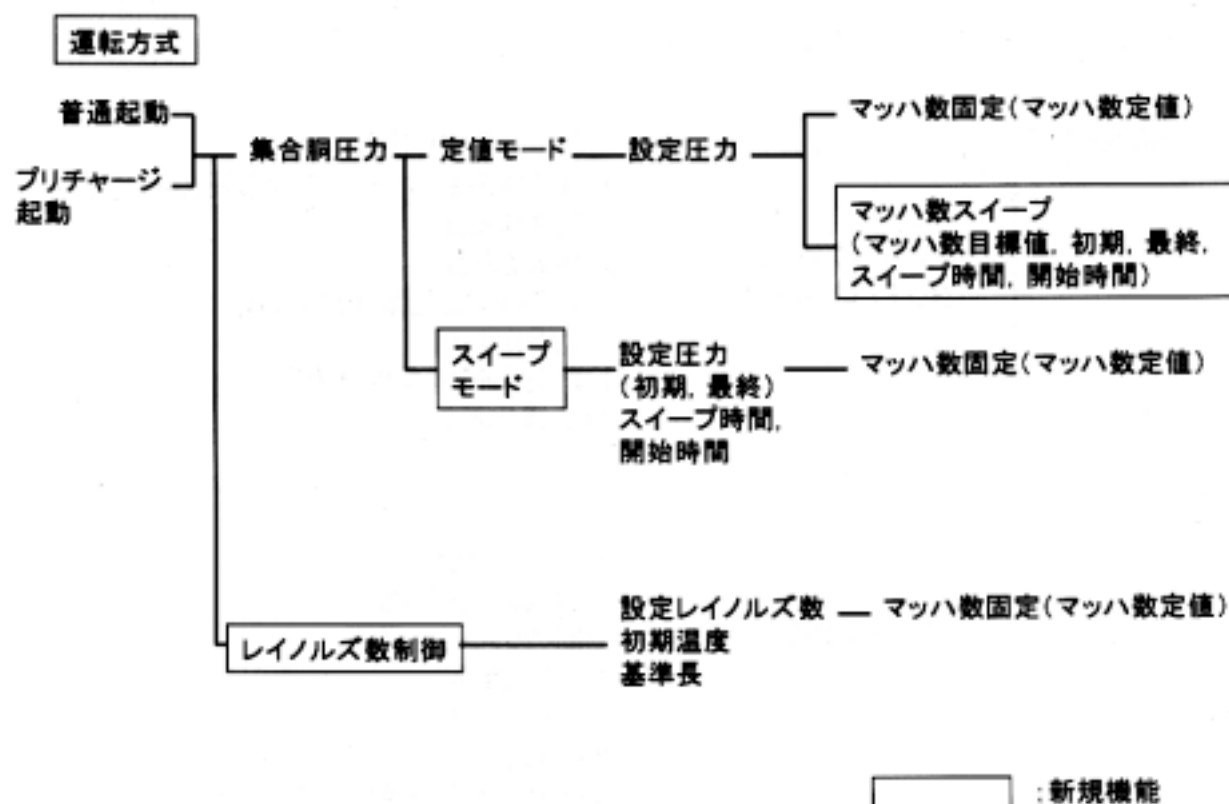 運転方式
普通起動
プリチャージ
起動
集合胴圧力
定値モード
設定圧力
マッハ数固定(マッハ数定値)
マッハ数スイープ
(マッハ数目標値, 初期, 最終,
スイープ時間, 開始時間)
スイープ
モード
設定圧力
(初期, 最終)
スイープ時間,
開始時間
マッハ数固定(マッハ数定値)
レイノルズ数制御
設定レイノルズ数
初期温度
基準長
マッハ数固定(マッハ数定値)
:新規機能